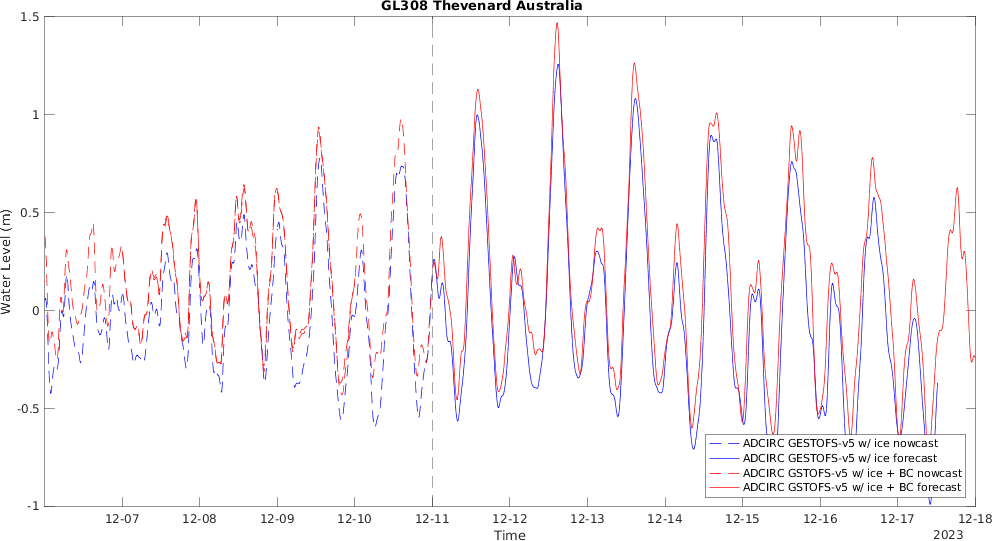 GL308 Thevenard Australia
1.5
1
0.5
0
-0.5
-1
Water Level (m)
12-07 12-08 12-09 12-10 12-11 12-12 12-13 12-14 12-15 12-16 12-17 12-18
Time
2023
ADCIRC GESTOFS-v5 w/ ice nowcast
ADCIRC GESTOFS-v5 w/ ice forecast
ADCIRC GSTOFS-v5 w/ ice + BC nowcast
ADCIRC GSTOFS-v5 w/ ice + BC forecast